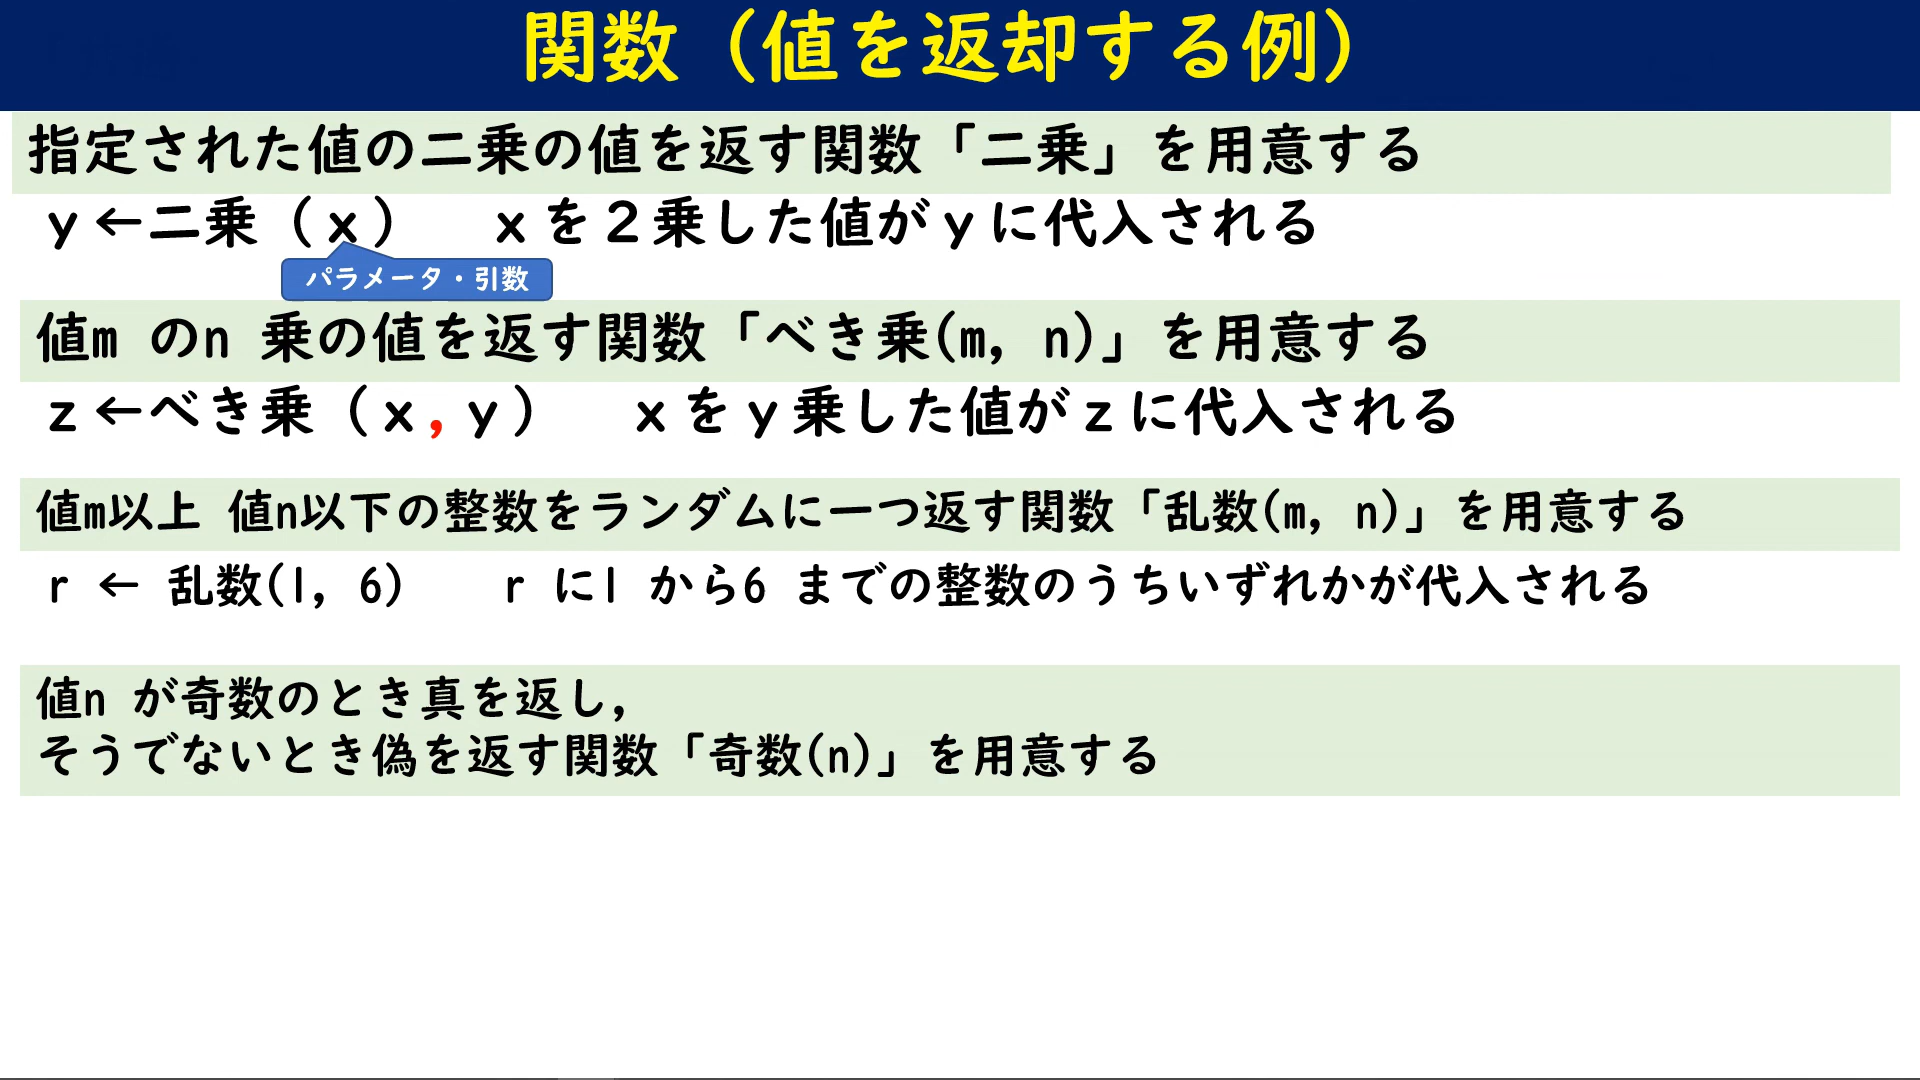 関数（値を返却する例）
指定された値の二乗の値を返す関数「二乗」を用意する
ｙ←二乗（ｘ）　ｘを２乗した値がｙに代入される
パラメータ・引数
値m のn 乗の値を返す関数「べき乗(m, n)」を用意する
ｚ←べき乗（ｘ,ｙ）　ｘをｙ乗した値がｚに代入される
値m以上 値n以下の整数をランダムに一つ返す関数「乱数(m, n)」を用意する
r ← 乱数(1, 6)　r に1 から6 までの整数のうちいずれかが代入される
値n が奇数のとき真を返し,
そうでないとき偽を返す関数「奇数(n)」を用意する